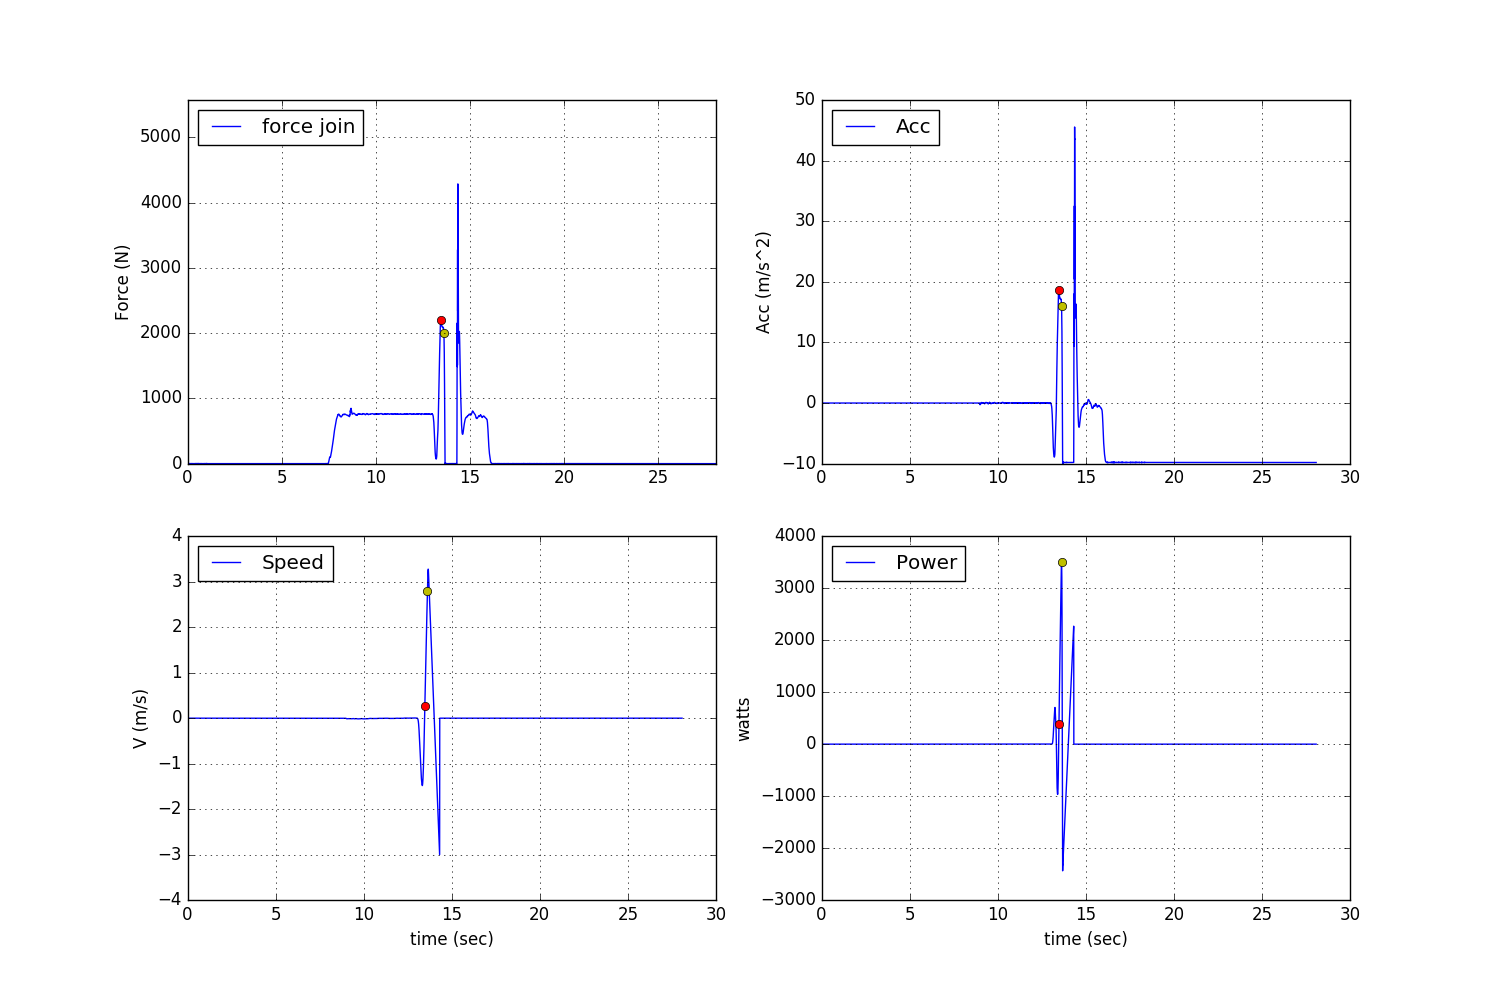 force join
Force (N)
5000
4000
3000
2000
1000
0
0 5 10 15 20 25
Acc
Acc (m/s^2)
50
40
30
20
10
0
−10
0 5 10 15 20 25 30
Speed
V (m/s)
4
3
2
1
0
−1
−2
−3
−4
0 5 10 15 20 25 30
time (sec)
Power
watts
4000
3000
2000
1000
0
−1000
−2000
−3000
0 5 10 15 20 25 30
time (sec)